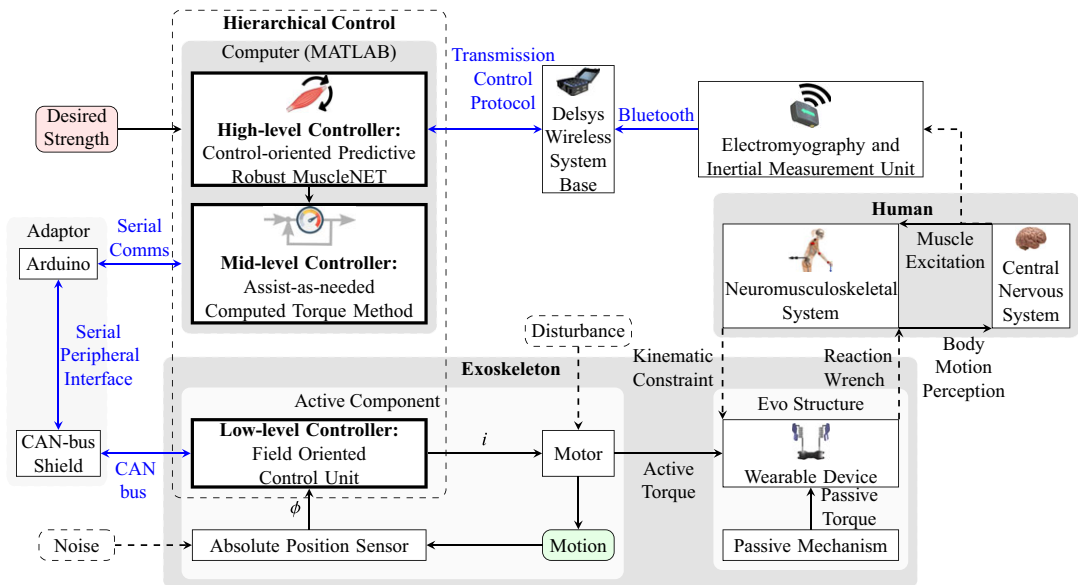 Hierarchical Control
Computer (MATLAB)
High-level Controller:
Control-oriented Predictive
Robust MuscleNET
Desired
Strength
Transmission
Control
Protocol
Delsys
Wireless
System
Base
Bluetooth
Electromyography and
Inertial Measurement Unit
Adaptor
Arduino
Serial
Comms
Mid-level Controller:
Assist-as-needed
Computed Torque Method
Human
Neuromusculoskeletal
System
Muscle
Excitation
Central
Nervous
System
Serial
Peripheral
Interface
Disturbance
Kinematic
Constraint
Reaction
Wrench
Body
Motion
Perception
Exoskeleton
Active Component
Evo Structure
CAN-bus
Shield
CAN
bus
Low-level Controller:
Field Oriented
Control Unit
i
Motor
Active
Torque
Wearable Device
Passive
Torque
ϕ
Noise
Absolute Position Sensor
Motion
Passive Mechanism